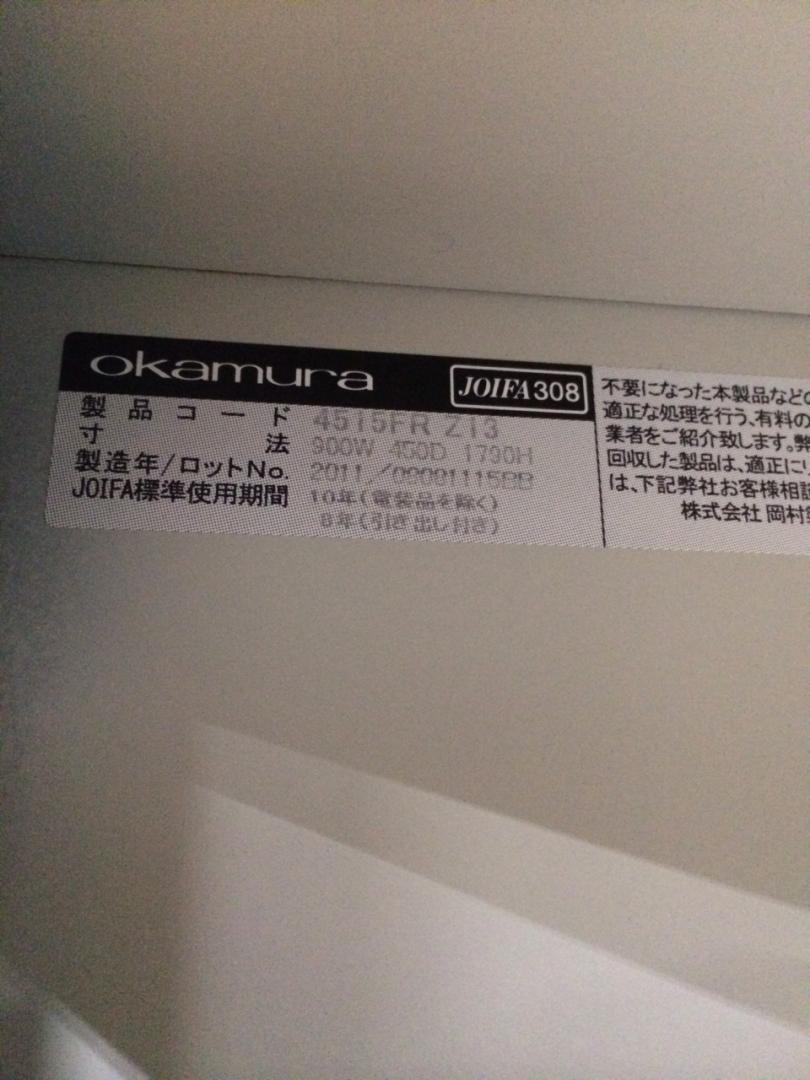 okamura
JOIFA308
製品コード 4515FR Z13
寸法 900W 450D 1790H
製造年/ロットNo. 2011
JOIFA標準使用期間 10年(電装品を除く)
8年(引き出し付き)
不要になった本製品などの
適正な処理を行う、有料の
業者をご紹介致します。弊
回収した製品は、適正に
は、下記弊社お客様相談
株式会社 岡村